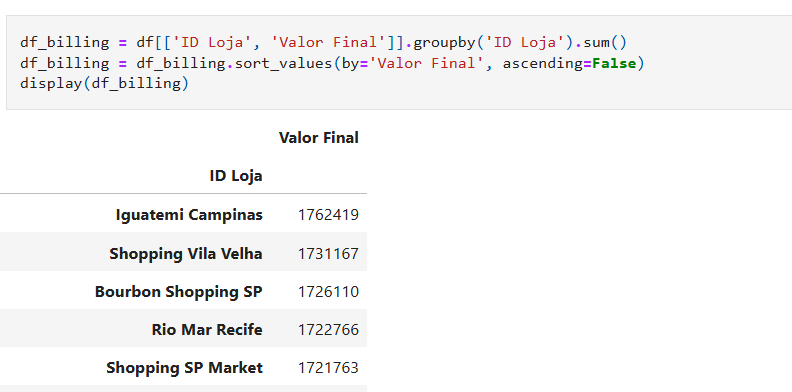 df_billing = df[['ID Loja', 'Valor Final']].groupby('ID Loja').sum()
df_billing = df_billing.sort_values(by='Valor Final', ascending=False)
display(df_billing)
Valor Final
ID Loja
Iguatemi Campinas 1762419
Shopping Vila Velha 1731167
Bourbon Shopping SP 1726110
Rio Mar Recife 1722766
Shopping SP Market 1721763